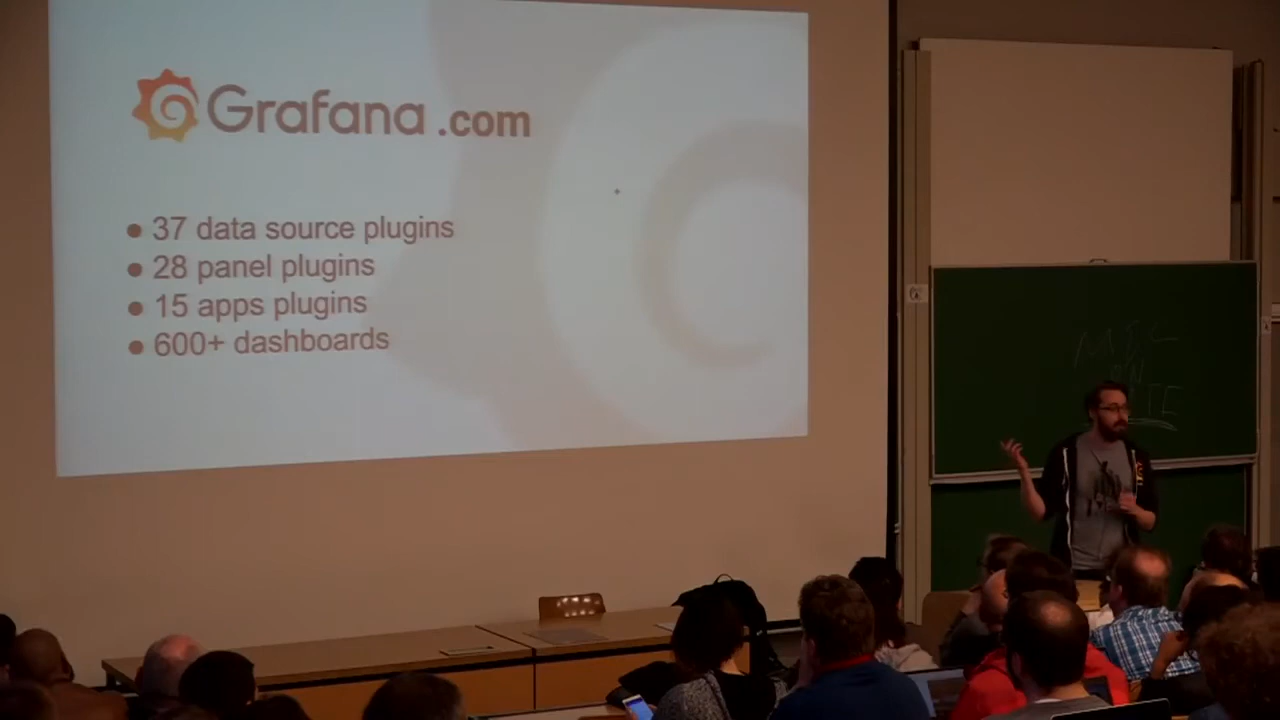 Grafana .com
• 37 data source plugins
• 28 panel plugins
• 15 apps plugins
• 600+ dashboards